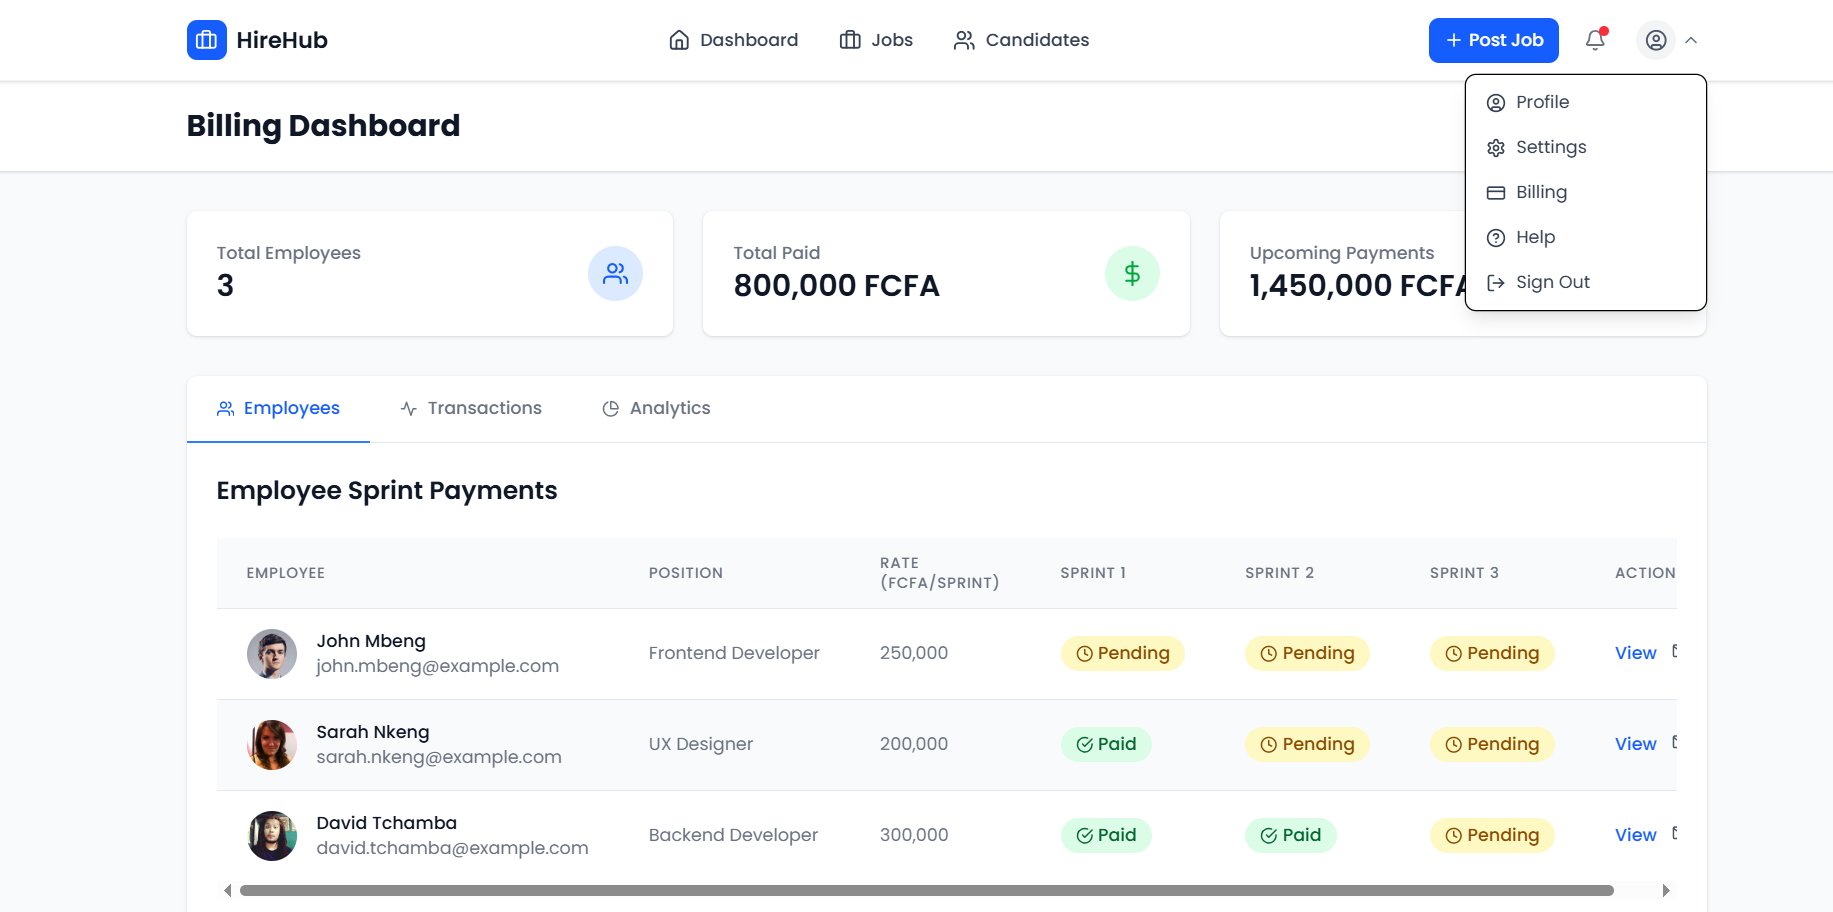 HireHub
Dashboard
Jobs
Candidates
Post Job
Profile
Settings
Billing
Help
Sign Out
Billing Dashboard
Total Employees
3
Total Paid
800,000 FCFA
Upcoming Payments
1,450,000 FCFA
Employees
Transactions
Analytics
Employee Sprint Payments
EMPLOYEE
POSITION
RATE
(FCFA/SPRINT)
SPRINT 1
SPRINT 2
SPRINT 3
ACTION
John Mbeng
john.mbeng@example.com
Frontend Developer
250,000
Pending
Pending
Pending
View
Sarah Nkeng
sarah.nkeng@example.com
UX Designer
200,000
Paid
Pending
Pending
View
David Tchamba
david.tchamba@example.com
Backend Developer
300,000
Paid
Paid
Pending
View